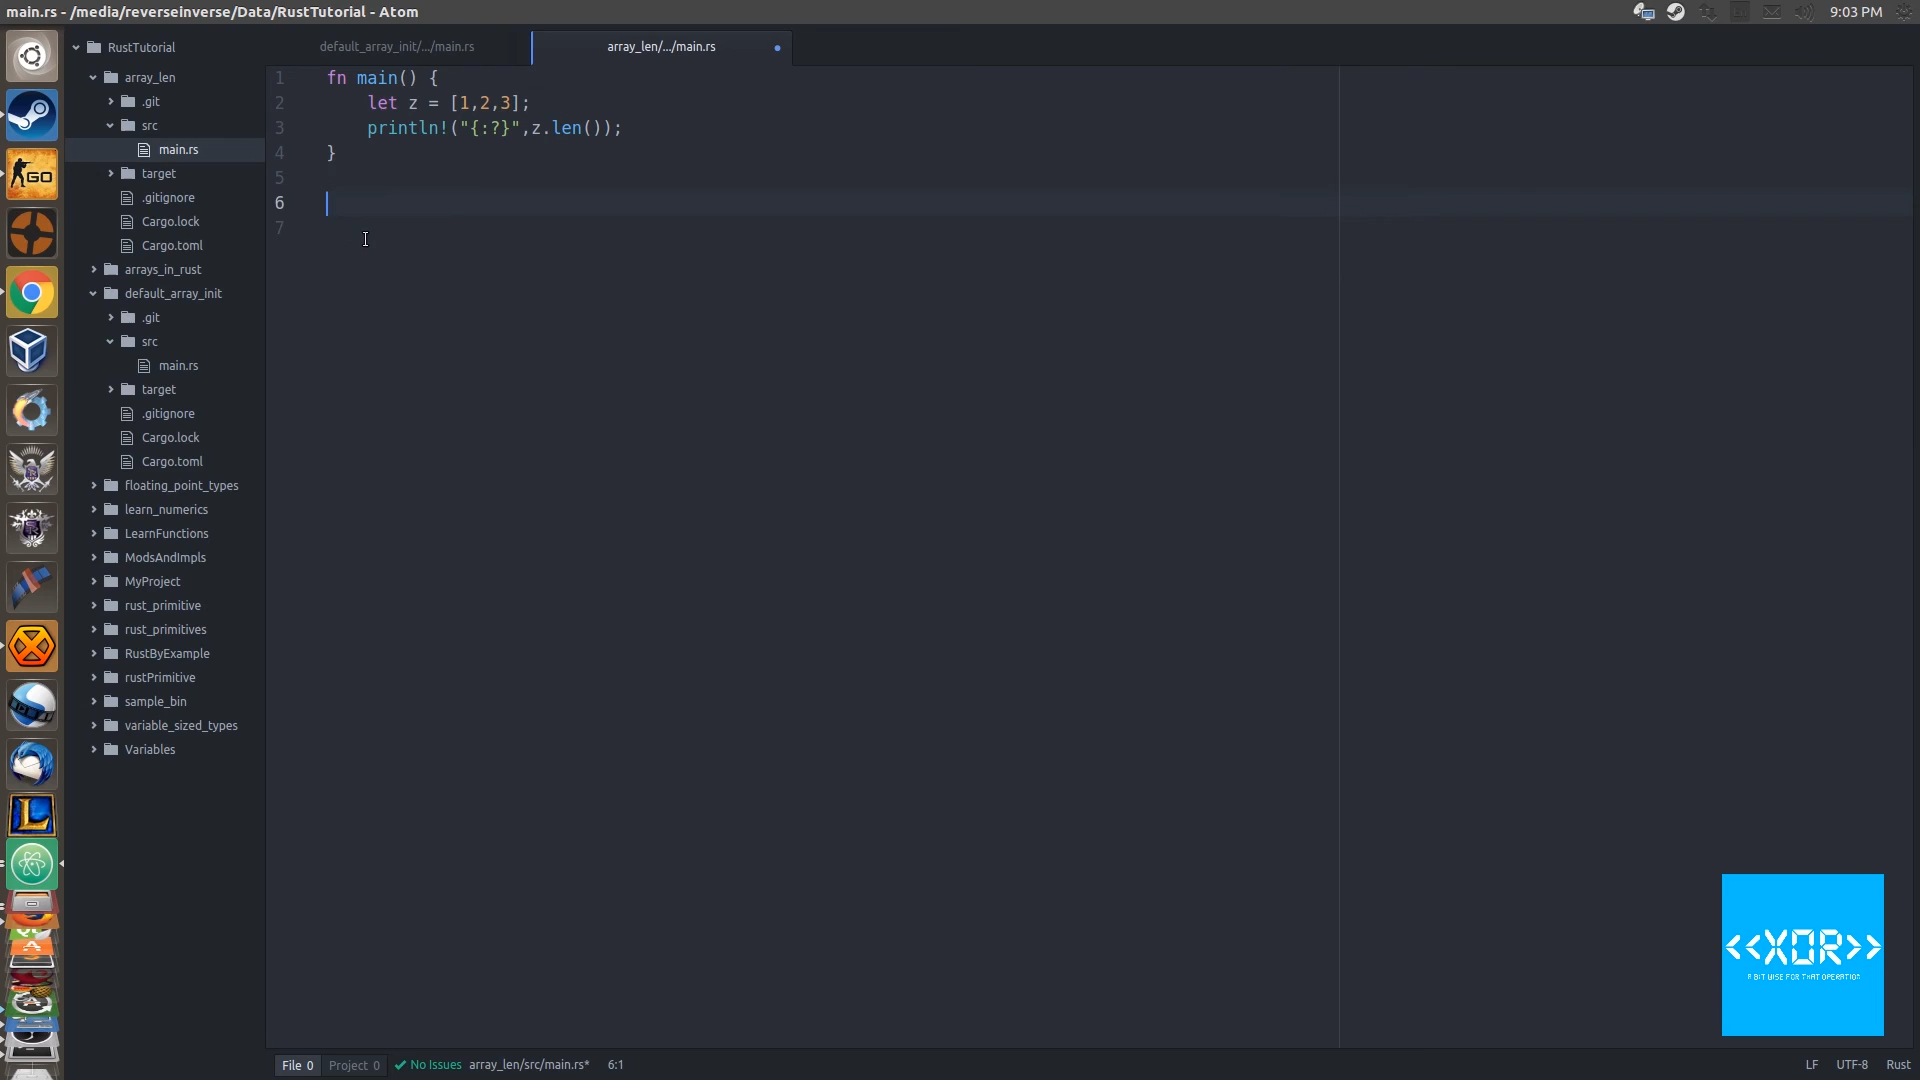 main.rs - /media/reverseinverse/Data/RustTutorial - Atom
9:03 PM
RustTutorial
array_len
.git
src
main.rs
target
.gitignore
Cargo.lock
Cargo.toml
arrays_in_rust
default_array_init
.git
src
main.rs
target
.gitignore
Cargo.lock
Cargo.toml
floating_point_types
learn_numerics
LearnFunctions
ModsAndImpls
MyProject
rust_primitive
rust_primitives
RustByExample
rustPrimitive
sample_bin
variable_sized_types
Variables
default_array_init/.../main.rs
array_len/.../main.rs
1 fn main() {
2 let z = [1,2,3];
3 println!("{:?}",z.len());
4 }
5
6
7
GO
L
<<XOR>>
A BIT WISE FOR THAT OPERATION
File 0 Project 0 No Issues array_len/src/main.rs* 6:1
LF UTF-8 Rust